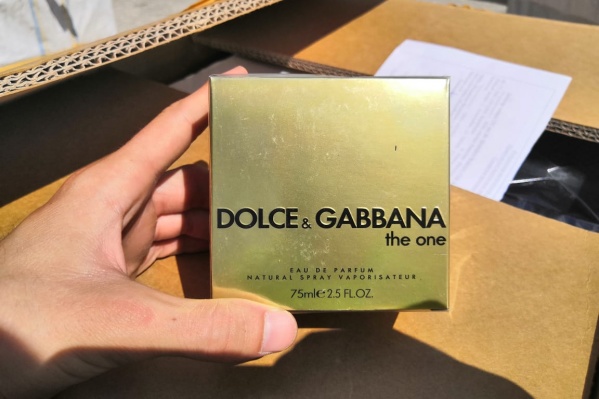 DOLCE & GABBANA
the one
EAU DE PARFUM
NATURAL SPRAY VAPORISATEUR
75ml℮2.5 FL.OZ.